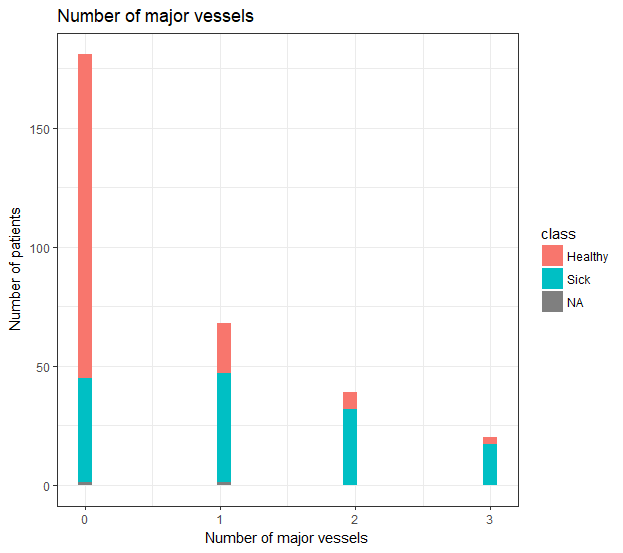 Number of major vessels
Number of patients
150
100
50
0
0 1 2 3
Number of major vessels
class
Healthy
Sick
NA